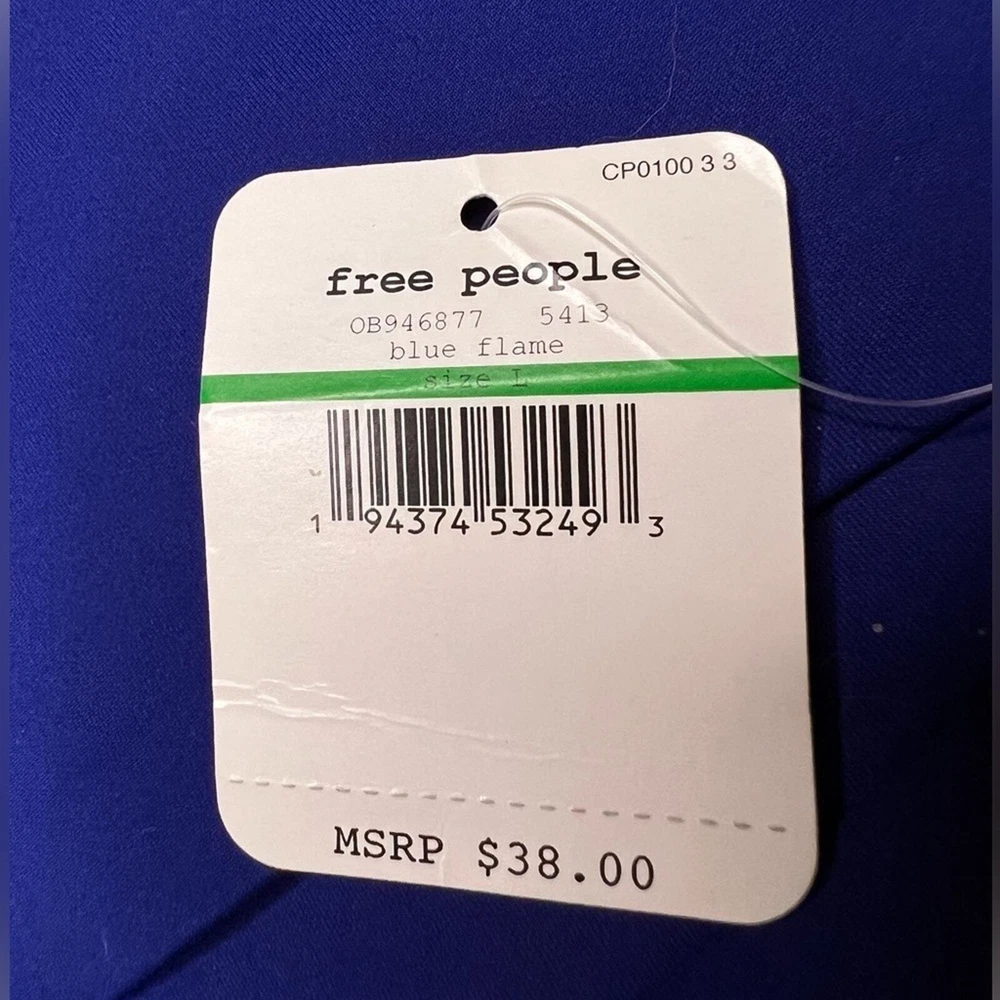 CP0100 3 3
free people
OB946877 5413
blue flame
size L
1 94374 53249 3
MSRP $38.00